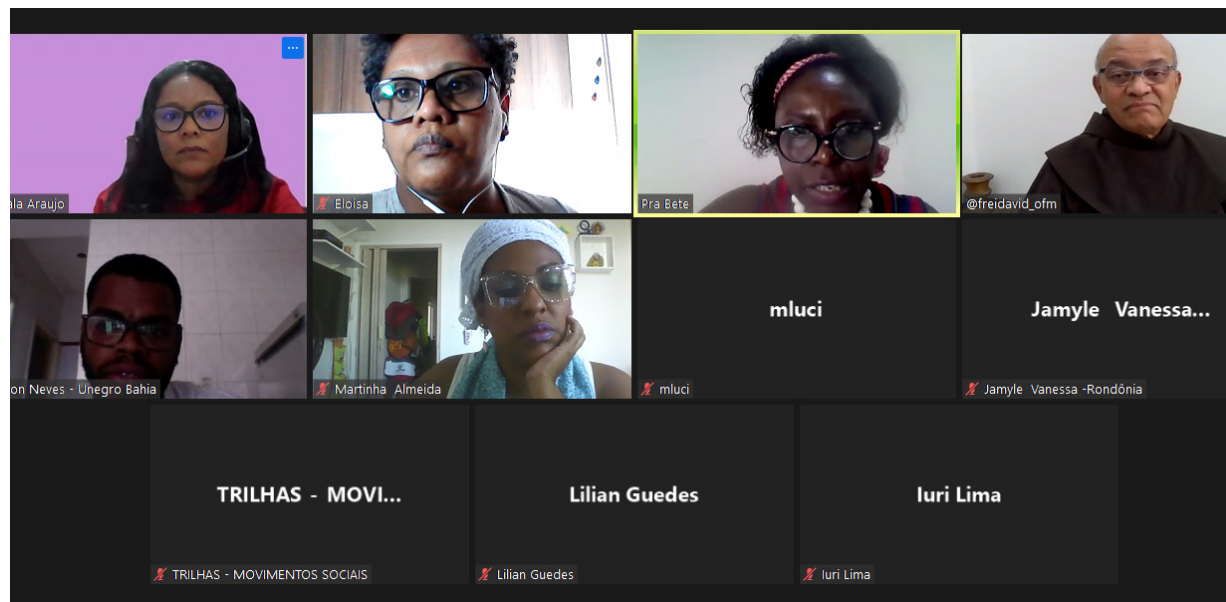 ala Araujo
Eloisa
Pra Bete
@freidavid_ofm
on Neves - Unegro Bahia
Martinha Almeida
mluci
mluci
Jamyle Vanessa...
Jamyle Vanessa -Rondônia
TRILHAS - MOVI...
TRILHAS - MOVIMENTOS SOCIAIS
Lilian Guedes
Lilian Guedes
Iuri Lima
Iuri Lima